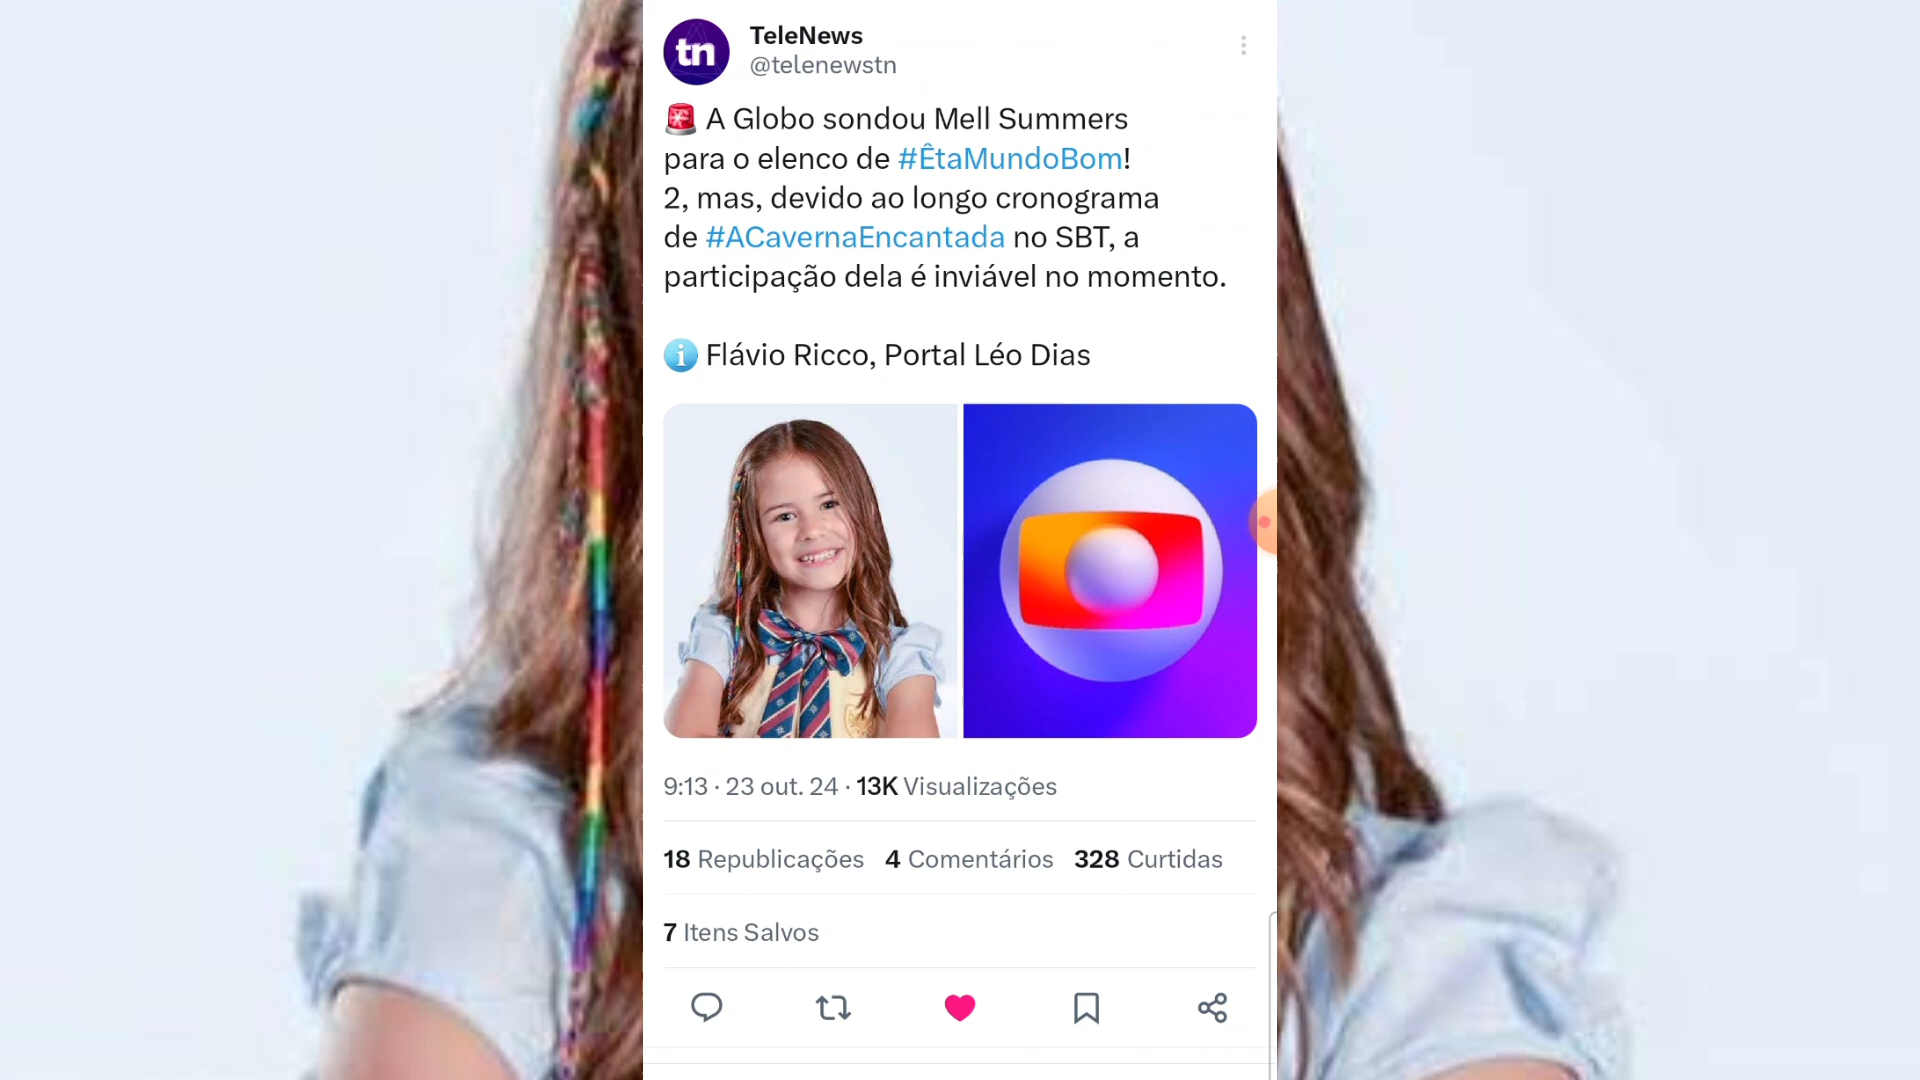 tn
TeleNews
@telenewstn
🚨 A Globo sondou Mell Summers
para o elenco de #ÊtaMundoBom!
2, mas, devido ao longo cronograma
de #ACavernaEncantada no SBT, a
participação dela é inviável no momento.
ℹ️ Flávio Ricco, Portal Léo Dias
9:13 · 23 out. 24 · 13K Visualizações
18 Republicações 4 Comentários 328 Curtidas
7 Itens Salvos